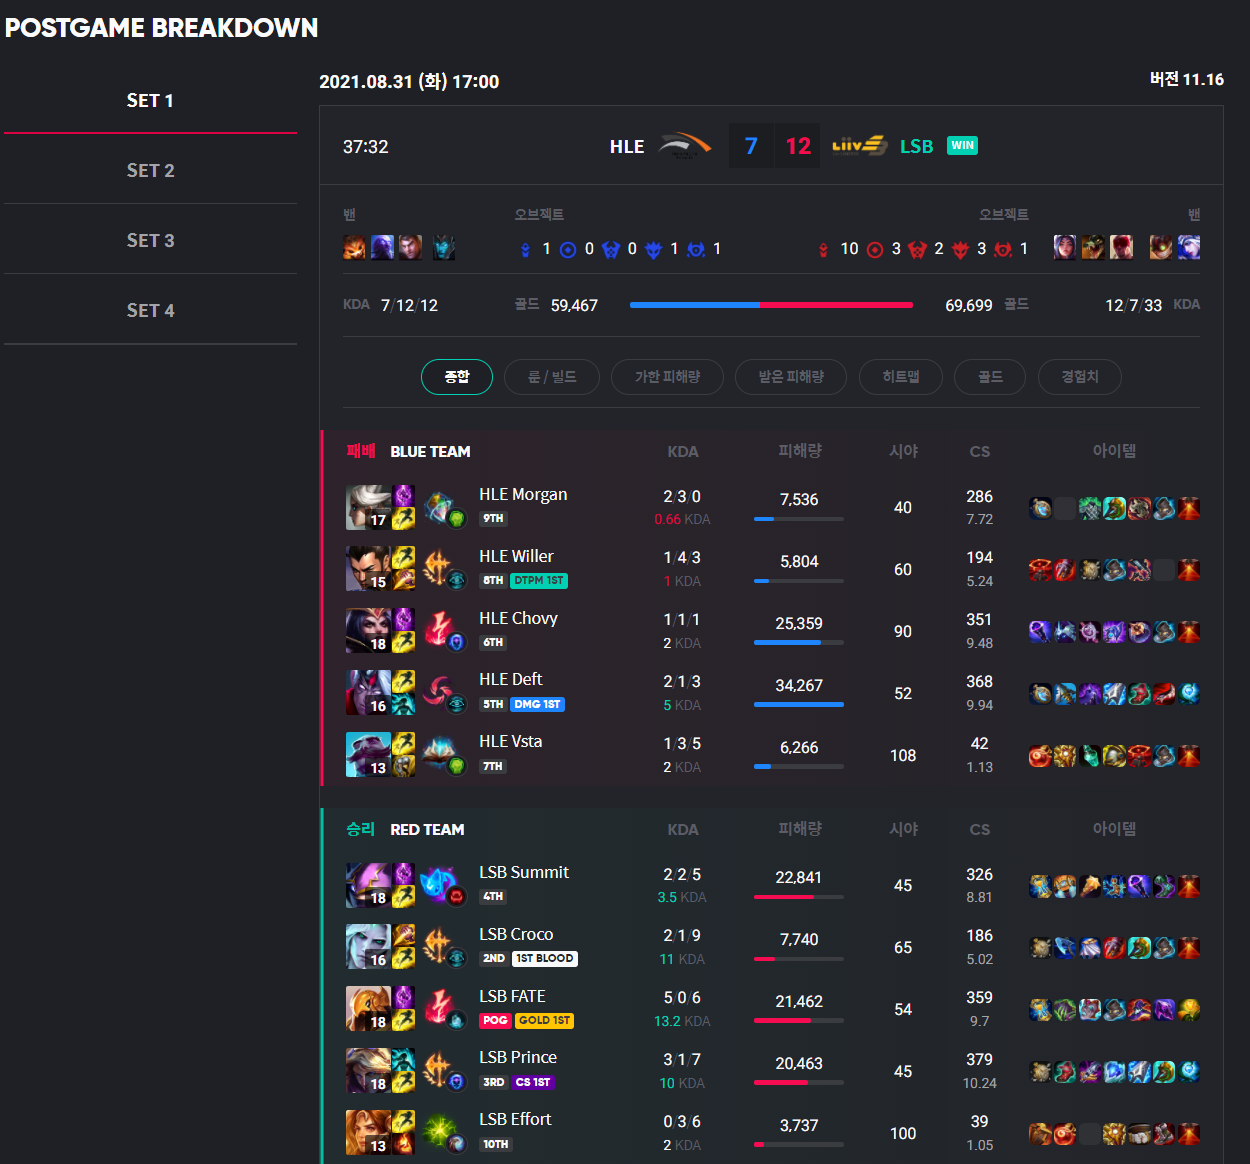 POSTGAME BREAKDOWN
SET 1
SET 2
SET 3
SET 4
2021.08.31 (화) 17:00
버전 11.16
37:32
HLE
7
12
Liiv
LSB
WIN
밴
오브젝트
오브젝트
밴
1 0 0 1 1
10 3 2 3 1
KDA 7/12/12
골드 59,467
69,699 골드
12/7/33 KDA
종합
룬 / 빌드
가한 피해량
받은 피해량
히트맵
골드
경험치
패배 BLUE TEAM KDA 피해량 시야 CS 아이템
17 HLE Morgan 2/3/0 7,536 40 286
9TH 0.66 KDA 7.72
15 HLE Willer 1/4/3 5,804 60 194
8TH DTPM 1ST 1 KDA 5.24
18 HLE Chovy 1/1/1 25,359 90 351
6TH 2 KDA 9.48
16 HLE Deft 2/1/3 34,267 52 368
5TH DMG 1ST 5 KDA 9.94
13 HLE Vsta 1/3/5 6,266 108 42
7TH 2 KDA 1.13
승리 RED TEAM KDA 피해량 시야 CS 아이템
18 LSB Summit 2/2/5 22,841 45 326
4TH 3.5 KDA 8.81
16 LSB Croco 2/1/9 7,740 65 186
2ND 1ST BLOOD 11 KDA 5.02
18 LSB FATE 5/0/6 21,462 54 359
POG GOLD 1ST 13.2 KDA 9.7
18 LSB Prince 3/1/7 20,463 45 379
3RD CS 1ST 10 KDA 10.24
13 LSB Effort 0/3/6 3,737 100 39
10TH 2 KDA 1.05